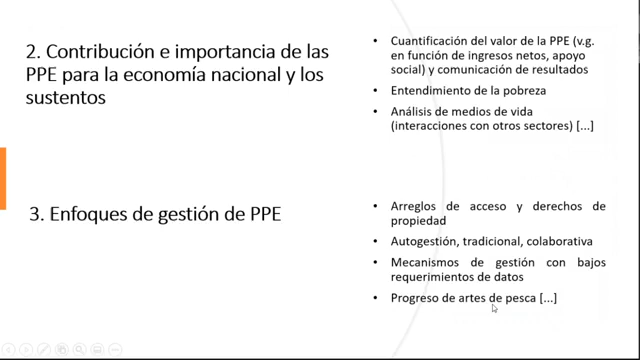 2. Contribución e importancia de las
PPE para la economía nacional y los
sustentos
• Cuantificación del valor de la PPE (v.g.
en función de ingresos netos, apoyo
social) y comunicación de resultados
• Entendimiento de la pobreza
• Análisis de medios de vida
(interacciones con otros sectores) [...]
3. Enfoques de gestión de PPE
• Arreglos de acceso y derechos de
propiedad
• Autogestión, tradicional, colaborativa
• Mecanismos de gestión con bajos
requerimientos de datos
• Progreso de artes de pesca [...]